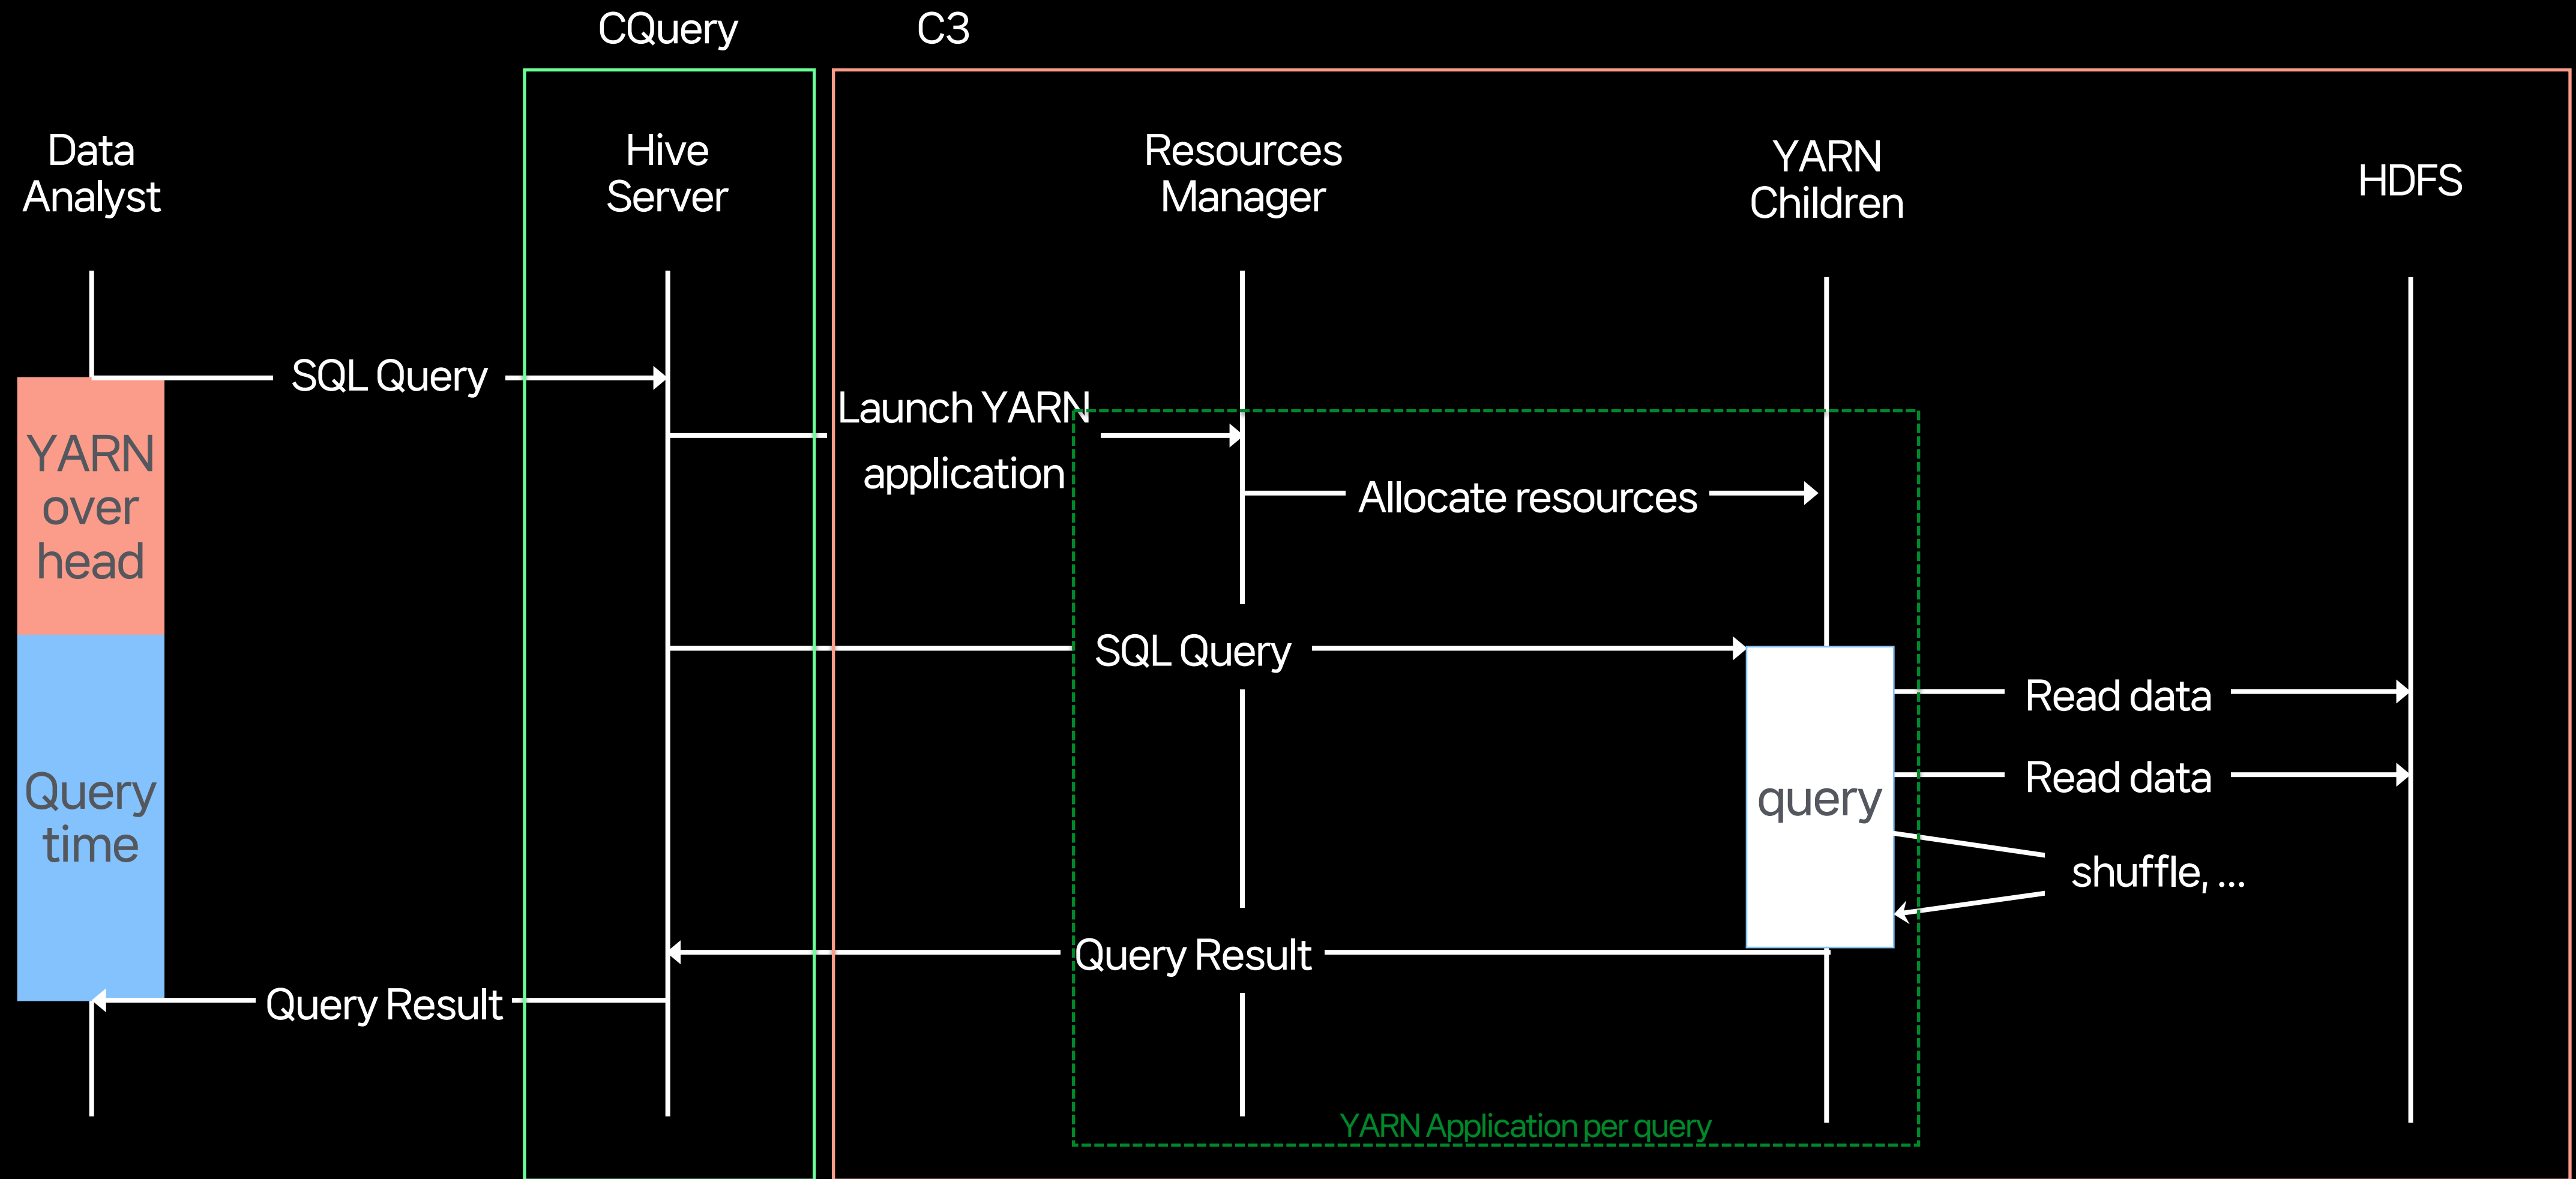 CQuery
C3
Data
Analyst
Hive
Server
Resources
Manager
YARN
Children
HDFS
SQL Query
Launch YARN
application
YARN
over
head
Allocate resources
SQL Query
Read data
Read data
Query
time
query
shuffle, ...
Query Result
Query Result
YARN Application per query